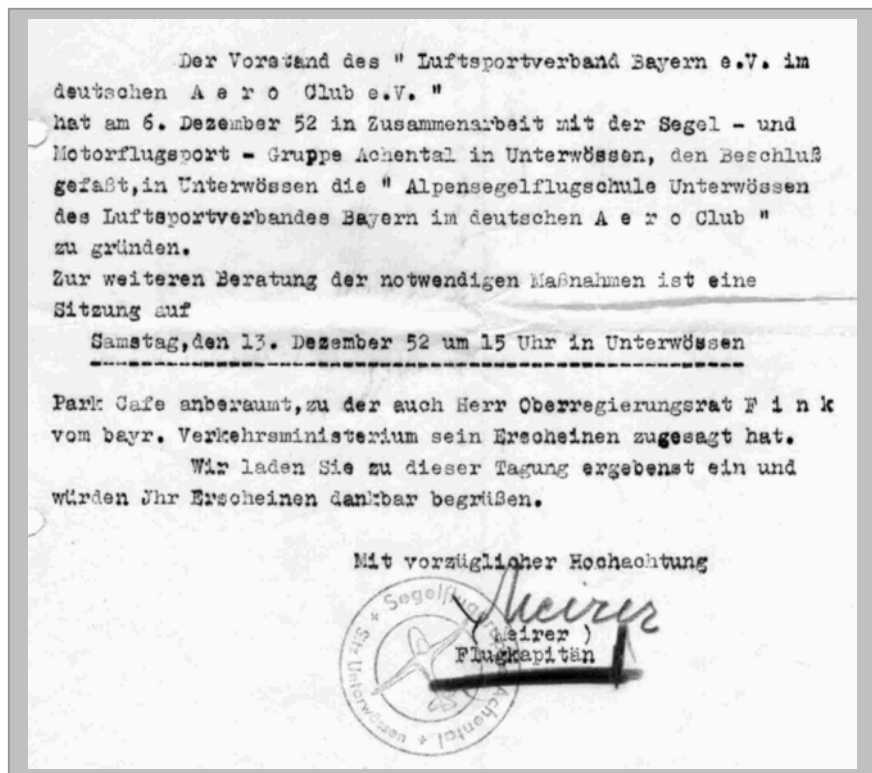 Der Vorstand des " Luftsportverband Bayern e.V. im
deutschen A e r o Club e.V. "
hat am 6. Dezember 52 in Zusammenarbeit mit der Segel - und
Motorflugsport - Gruppe Achental in Unterwössen, den Beschluß
gefaßt,in Unterwössen die " Alpensegelflugschule Unterwössen
des Luftsportverbandes Bayern im deutschen A e r o Club "
zu gründen.
Zur weiteren Beratung der notwendigen Maßnahmen ist eine
Sitzung auf
Samstag,den 13. Dezember 52 um 15 Uhr in Unterwössen
Park Cafe anberaumt,zu der auch Herr Oberregierungsrat F i n k
vom bayr. Verkehrsministerium sein Erscheinen zugesagt hat.
Wir laden Sie zu dieser Tagung ergebenst ein und
würden Jhr Erscheinen dankbar begrüßen.
Mit vorzüglicher Hochachtung
Meirer
( Meirer )
Flugkapitän
Achental + Sitz Unterwössen +